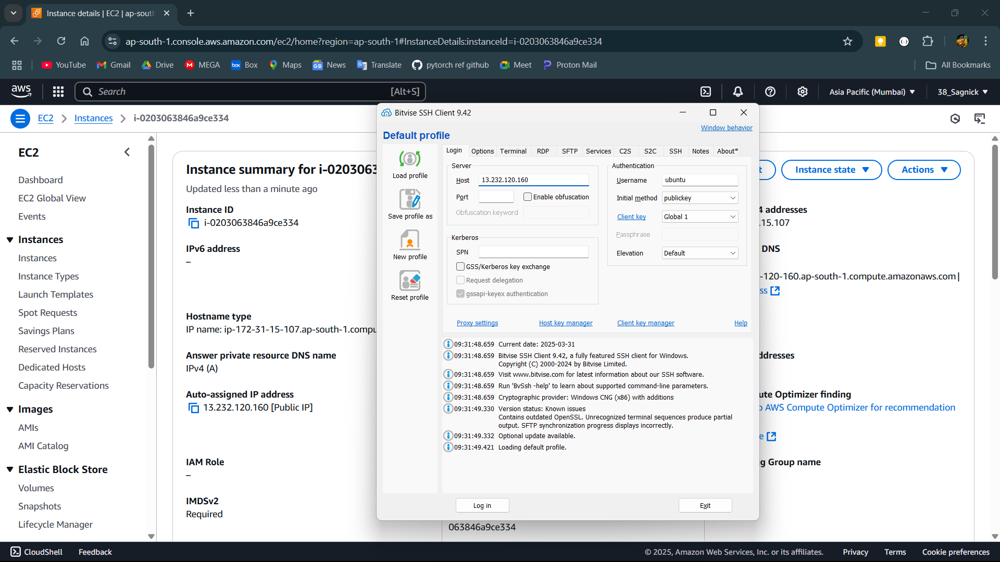 Instance details | EC2 | ap-south
ap-south-1.console.aws.amazon.com/ec2/home?region=ap-south-1#InstanceDetails:instanceId=i-0203063846a9ce334
YouTube
Gmail
Drive
MEGA
box
Box
Maps
News
Translate
pytorch ref github
Meet
Proton Mail
All Bookmarks
aws
Search
[Alt+S]
Asia Pacific (Mumbai)
38_Sagnick
EC2
Instances
i-0203063846a9ce334
EC2
Dashboard
EC2 Global View
Events
Instances
Instances
Instance Types
Launch Templates
Spot Requests
Savings Plans
Reserved Instances
Dedicated Hosts
Capacity Reservations
Images
AMIs
AMI Catalog
Elastic Block Store
Volumes
Snapshots
Lifecycle Manager
Instance summary for i-020306
Updated less than a minute ago
Instance ID
i-0203063846a9ce334
IPv6 address
–
Hostname type
IP name: ip-172-31-15-107.ap-south-1.compu
Answer private resource DNS name
IPv4 (A)
Auto-assigned IP address
13.232.120.160 [Public IP]
IAM Role
–
IMDSv2
Required
Bitvise SSH Client 9.42
Window behavior
Default profile
Load profile
Save profile as
New profile
Reset profile
Login
Options
Terminal
RDP
SFTP
Services
C2S
S2C
SSH
Notes
About*
Server
Host
13.232.120.160
Port
Enable obfuscation
Obfuscation keyword
Kerberos
SPN
GSS/Kerberos key exchange
Request delegation
gssapi-keyex authentication
Authentication
Username
ubuntu
Initial method
publickey
Client key
Global 1
Passphrase
Elevation
Default
Proxy settings
Host key manager
Client key manager
Help
09:31:48.659 Current date: 2025-03-31
09:31:48.659 Bitvise SSH Client 9.42, a fully featured SSH client for Windows.
Copyright (C) 2000-2024 by Bitvise Limited.
09:31:48.659 Visit www.bitvise.com for latest information about our SSH software.
09:31:48.659 Run 'BvSsh -help' to learn about supported command-line parameters.
09:31:48.659 Cryptographic provider: Windows CNG (x86) with additions
09:31:49.330 Version status: Known issues
Contains outdated OpenSSL. Unrecognized terminal sequences produce partial
output. SFTP synchronization progress displays incorrectly.
09:31:49.332 Optional update available.
09:31:49.421 Loading default profile.
Log in
Exit
063846a9ce334
t
Instance state
Actions
4 addresses
.15.107
DNS
-120-160.ap-south-1.compute.amazonaws.com |
ss
ddresses
ute Optimizer finding
o AWS Compute Optimizer for recommendation
e
g Group name
CloudShell
Feedback
© 2025, Amazon Web Services, Inc. or its affiliates.
Privacy
Terms
Cookie preferences